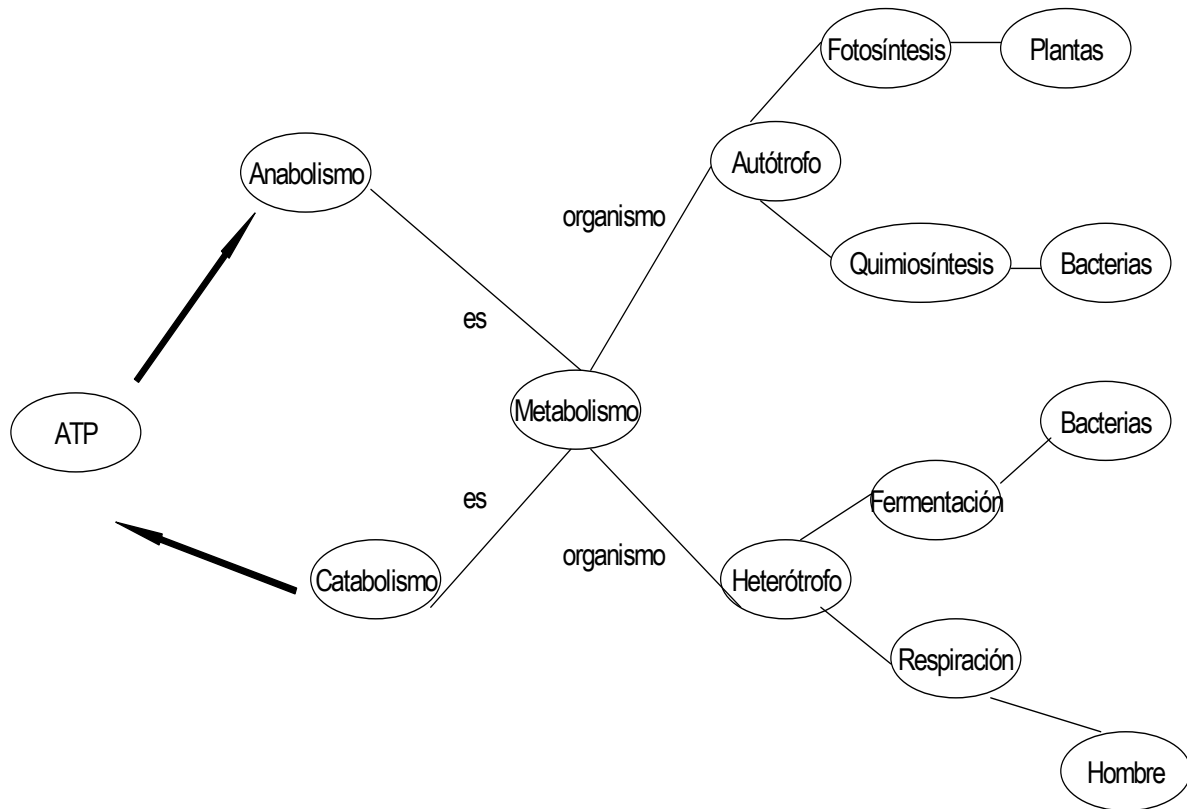 Fotosíntesis
Plantas
Anabolismo
Autótrofo
organismo
Quimiosíntesis
Bacterias
es
Metabolismo
ATP
Bacterias
es
Fermentación
organismo
Catabolismo
Heterótrofo
Respiración
Hombre